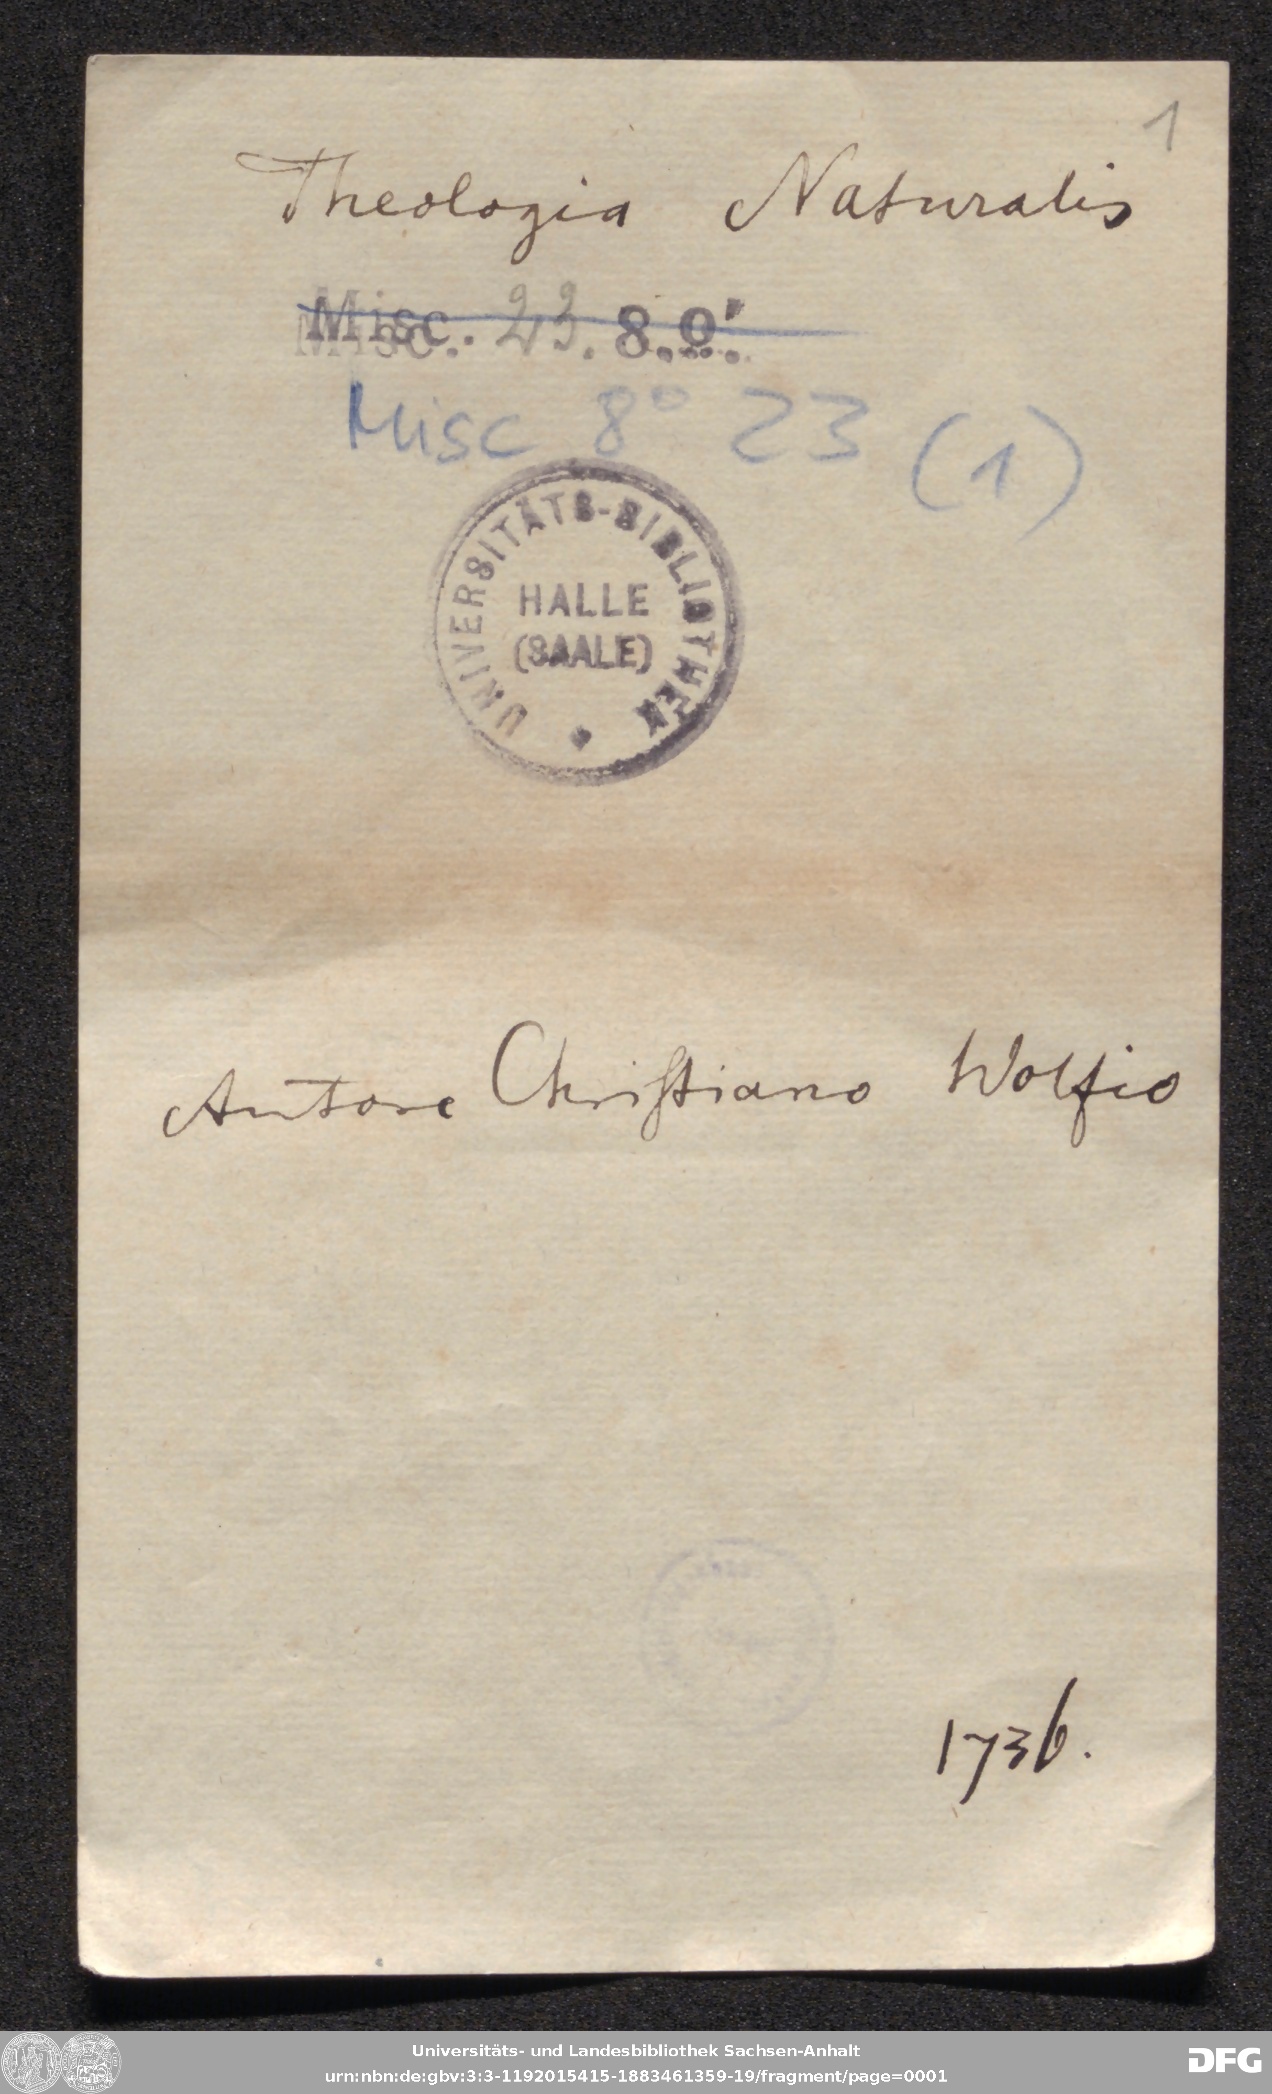 1
Theologia Naturalis
Misc. 23. 8.o.
Misc 8° 23 (1)
UNIVERSITÄTS-BIBLIOTHEK
HALLE
(SAALE)
Autore Christiano Wolfio
1736.
Universitäts- und Landesbibliothek Sachsen-Anhalt
urn:nbn:de:gbv:3:3-1192015415-1883461359-19/fragment/page=0001
DFG